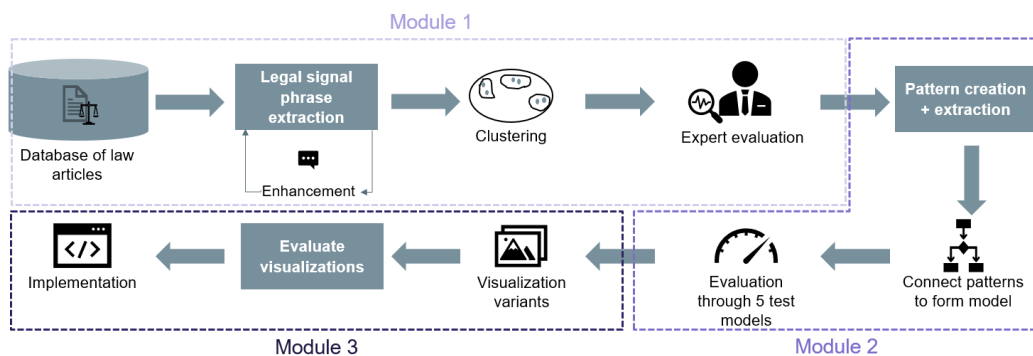 Module 1
Database of law
articles
Legal signal
phrase
extraction
Enhancement
Clustering
Expert evaluation
Pattern creation
+ extraction
Connect patterns
to form model
Evaluation
through 5 test
models
Visualization
variants
Evaluate
visualizations
</>
Implementation
Module 3
Module 2